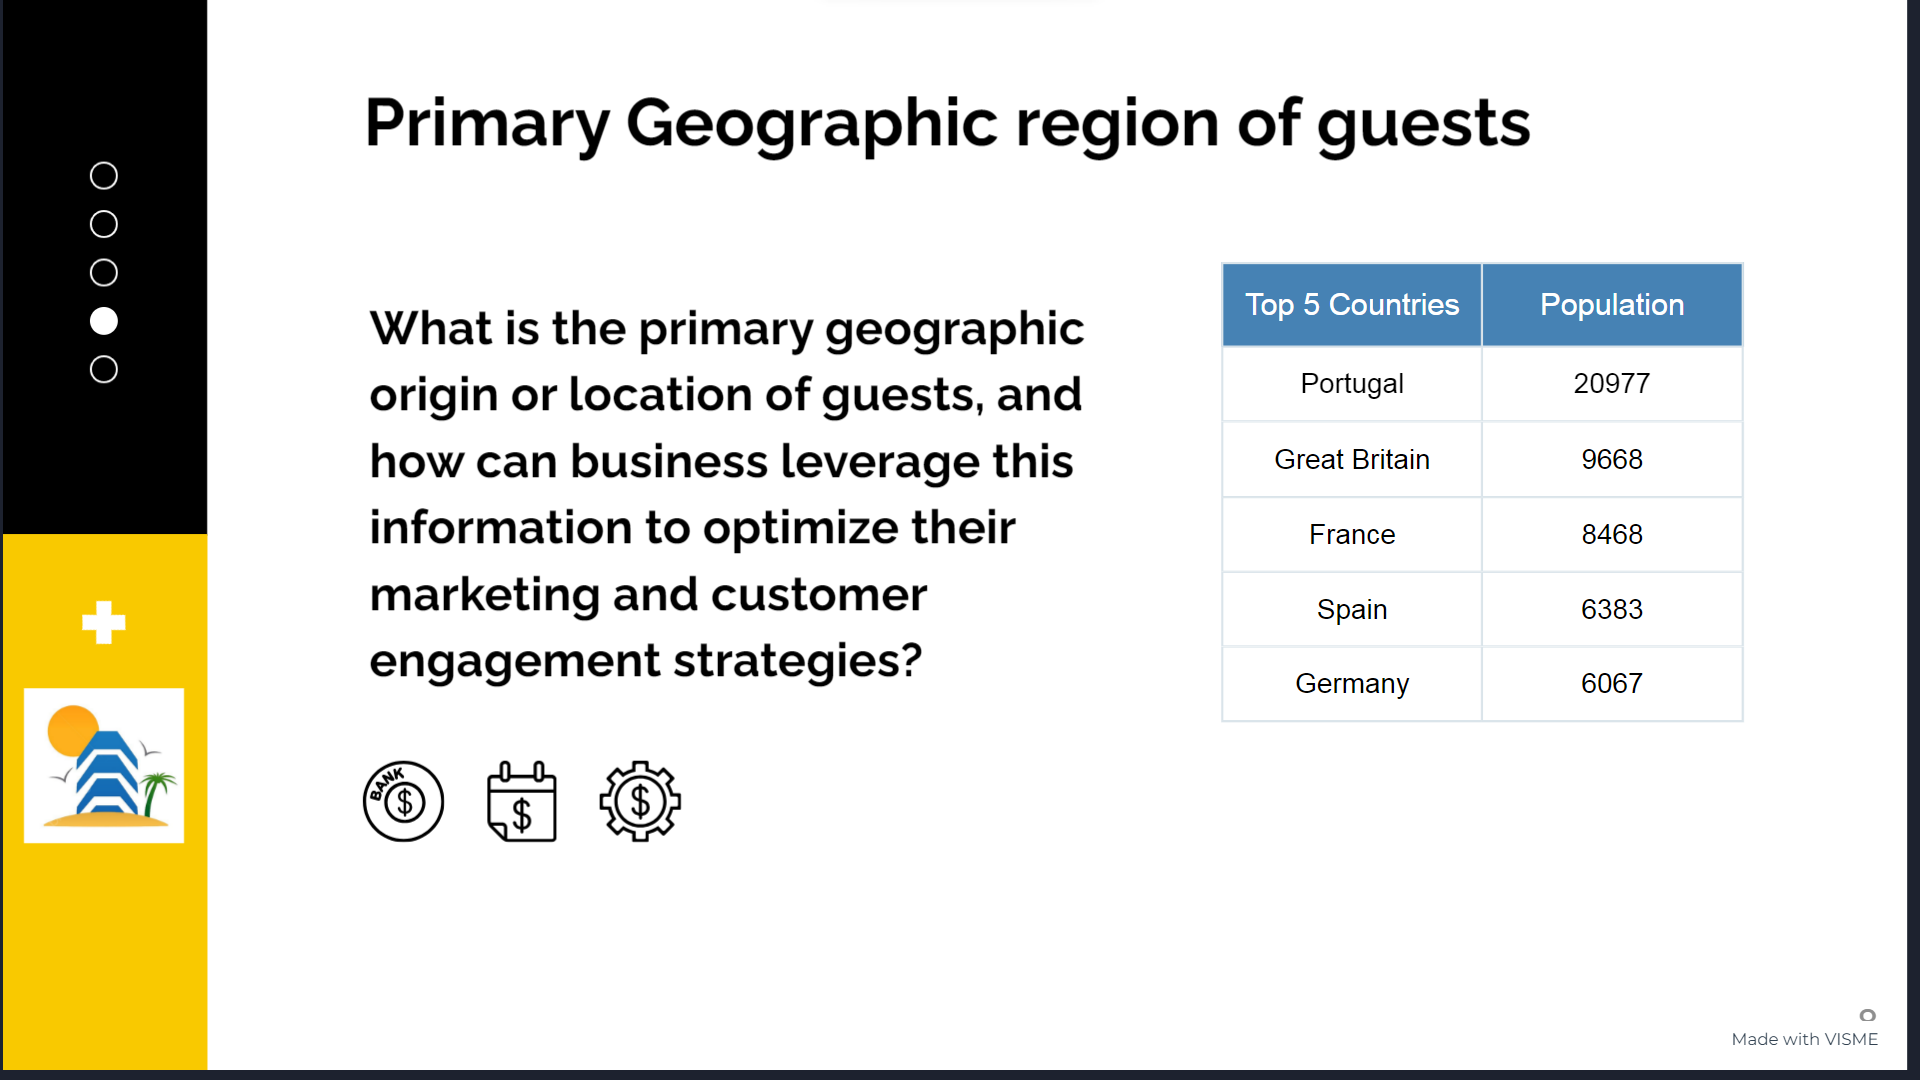 Primary Geographic region of guests
What is the primary geographic
origin or location of guests, and
how can business leverage this
information to optimize their
marketing and customer
engagement strategies?
Top 5 Countries Population
Portugal 20977
Great Britain 9668
France 8468
Spain 6383
Germany 6067
BANK
$
$
$
Made with VISME